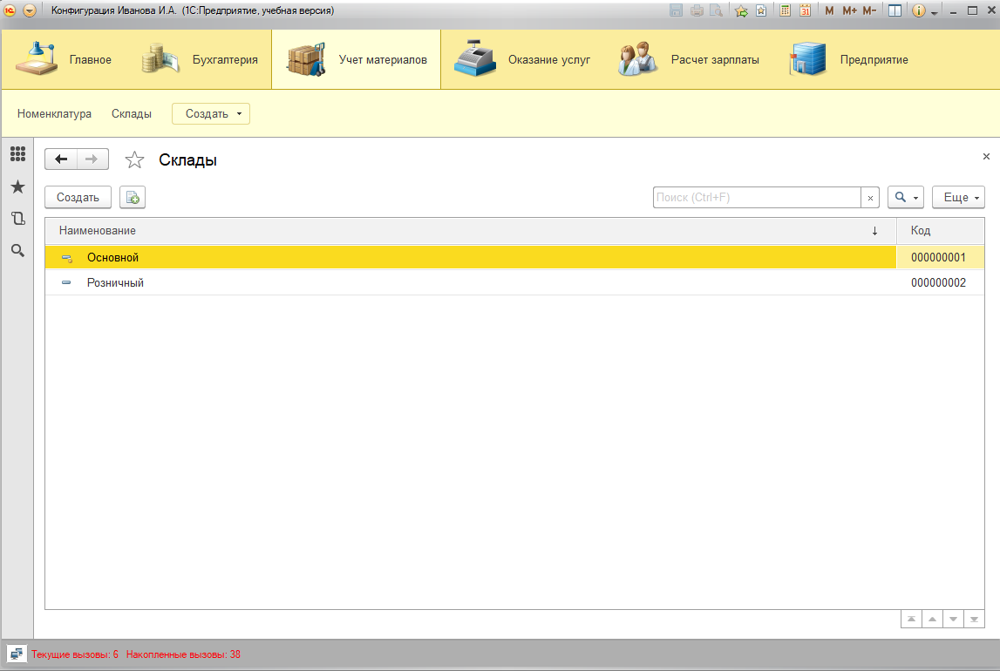 Конфигурация Иванова И.А. (1С:Предприятие, учебная версия) 31 M M+ M-
Главное Бухгалтерия Учет материалов Оказание услуг Расчет зарплаты Предприятие
Номенклатура Склады Создать
Склады
Создать Поиск (Ctrl+F) Еще
Наименование Код
Основной 000000001
Розничный 000000002
Текущие вызовы: 6 Накопленные вызовы: 38